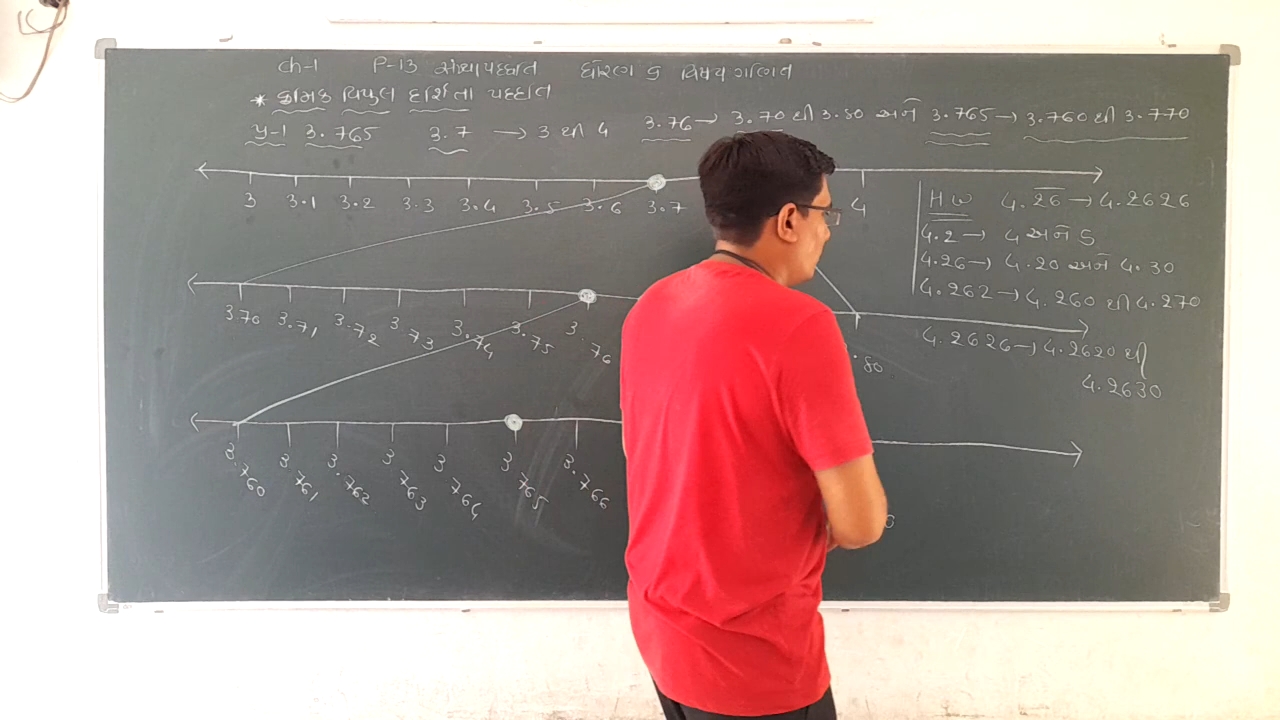 ch-1 P-13 સંખ્યા પદ્ધતિ ધોરણ ૯ વિષય ગણિત
* ક્રમિક વિપુલ દર્શિતા પદ્ધતિ
પ્ર-1 3.765 3.7 → 3 થી 4 3.76 → 3.70 થી 3.80 અને 3.765 → 3.760 થી 3.770
3 3.1 3.2 3.3 3.4 3.5 3.6 3.7 4
3.70 3.71 3.72 3.73 3.74 3.75 3.76 .80
3.760 3.761 3.762 3.763 3.764 3.765 3.766
HW 4.2̅6̅ → 4.2626
4.2 → 4 અને 5
4.26 → 4.20 અને 4.30
4.262 → 4.260 થી 4.270
4.2626 → 4.2620 થી
4.2630